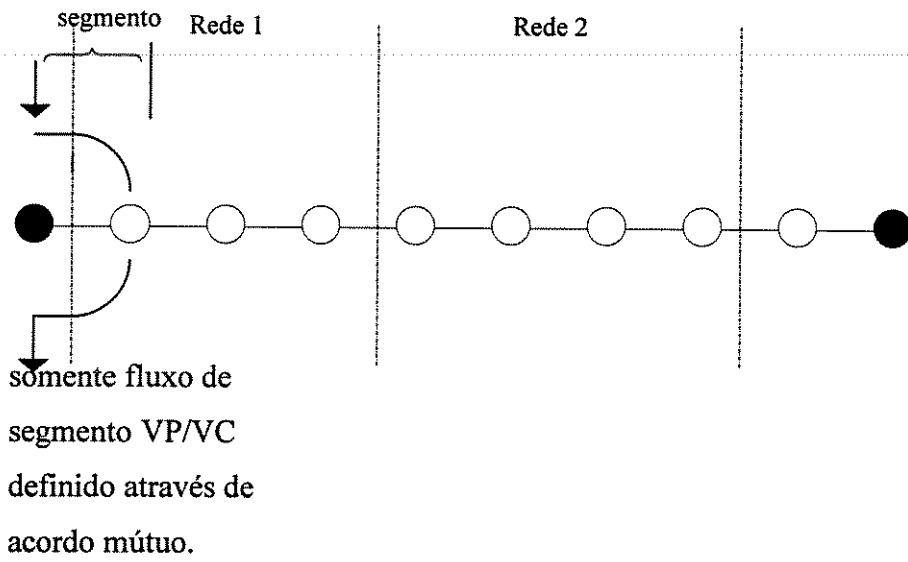 segmento
Rede 1
Rede 2
somente fluxo de
segmento VP/VC
definido através de
acordo mútuo.